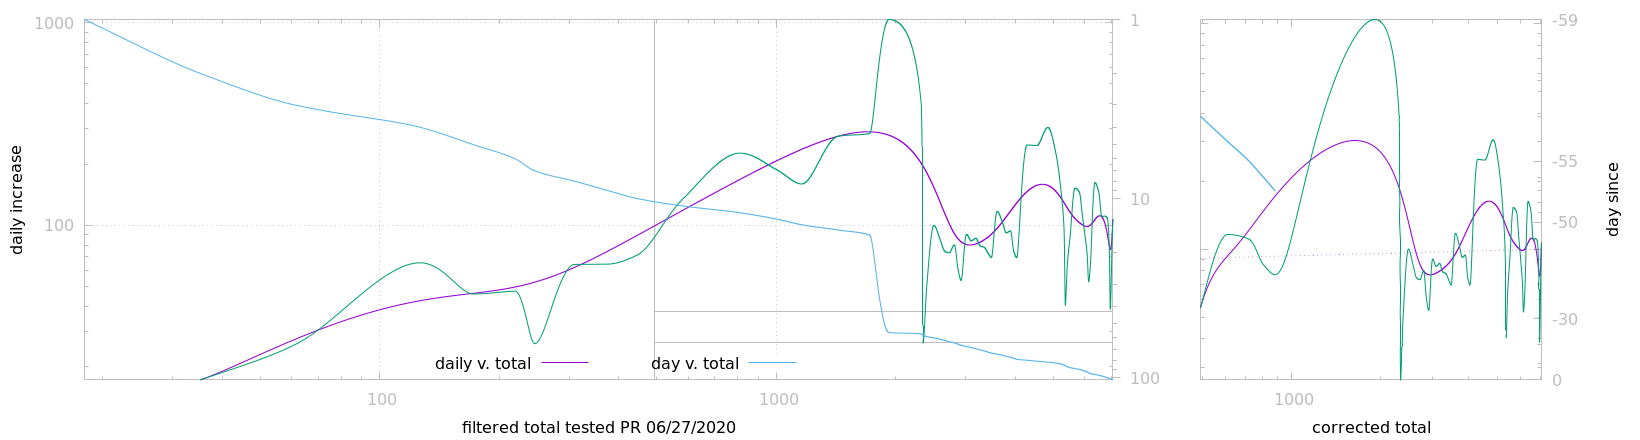 1000
100
daily increase
daily v. total
day v. total
1
10
100
100
1000
filtered total tested PR 06/27/2020
-59
-55
-50
-30
0
day since
1000
corrected total